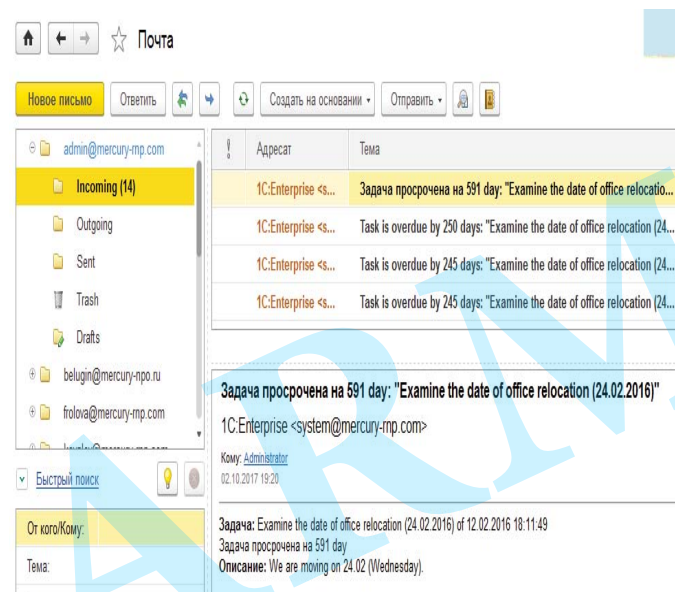 Почта
Новое письмо Ответить Создать на основании Отправить
admin@mercury-rnp.com
Incoming (14)
Outgoing
Sent
Trash
Drafts
belugin@mercury-npo.ru
frolova@mercury-rnp.com
Быстрый поиск
От кого/Кому:
Тема:
Адресат Тема
1C:Enterprise <s... Задача просрочена на 591 day: "Examine the date of office relocatio...
1C:Enterprise <s... Task is overdue by 250 days: "Examine the date of office relocation (24...
1C:Enterprise <s... Task is overdue by 245 days: "Examine the date of office relocation (24...
1C:Enterprise <s... Task is overdue by 245 days: "Examine the date of office relocation (24...
Задача просрочена на 591 day: "Examine the date of office relocation (24.02.2016)"
1C:Enterprise <system@mercury-rnp.com>
Кому: Administrator
02.10.2017 19:20
Задача: Examine the date of office relocation (24.02.2016) of 12.02.2016 18:11:49
Задача просрочена на 591 day
Описание: We are moving on 24.02 (Wednesday).
ARM